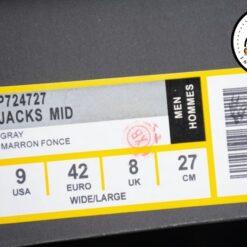 P724727
JACKS MID
GRAY
MARRON FONCE
MEN
HOMMES
9 42 8 27
USA EURO UK CM
WIDE/LARGE